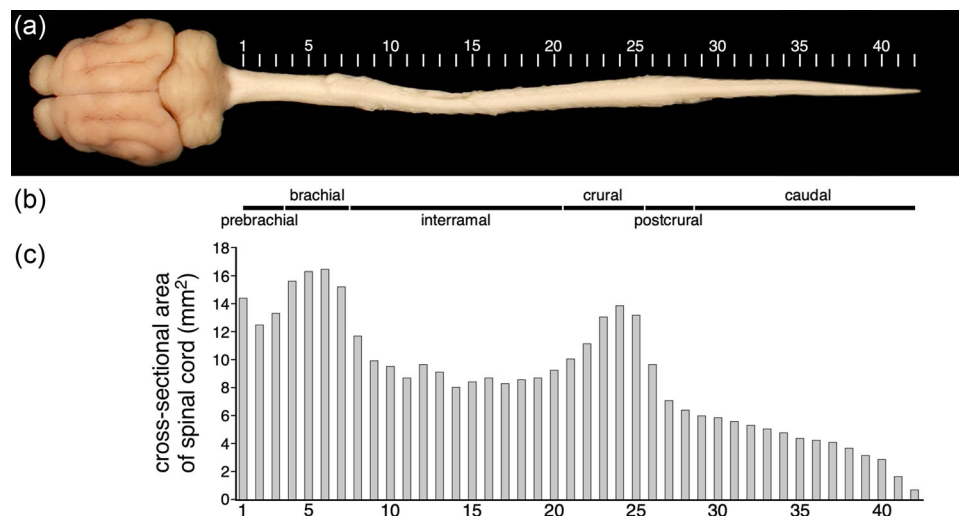 (a)
1 5 10 15 20 25 30 35 40
(b)
brachial crural caudal
prebrachial interramal postcrural
(c)
cross-sectional area
of spinal cord (mm²)
18
16
14
12
10
8
6
4
2
0
1 5 10 15 20 25 30 35 40